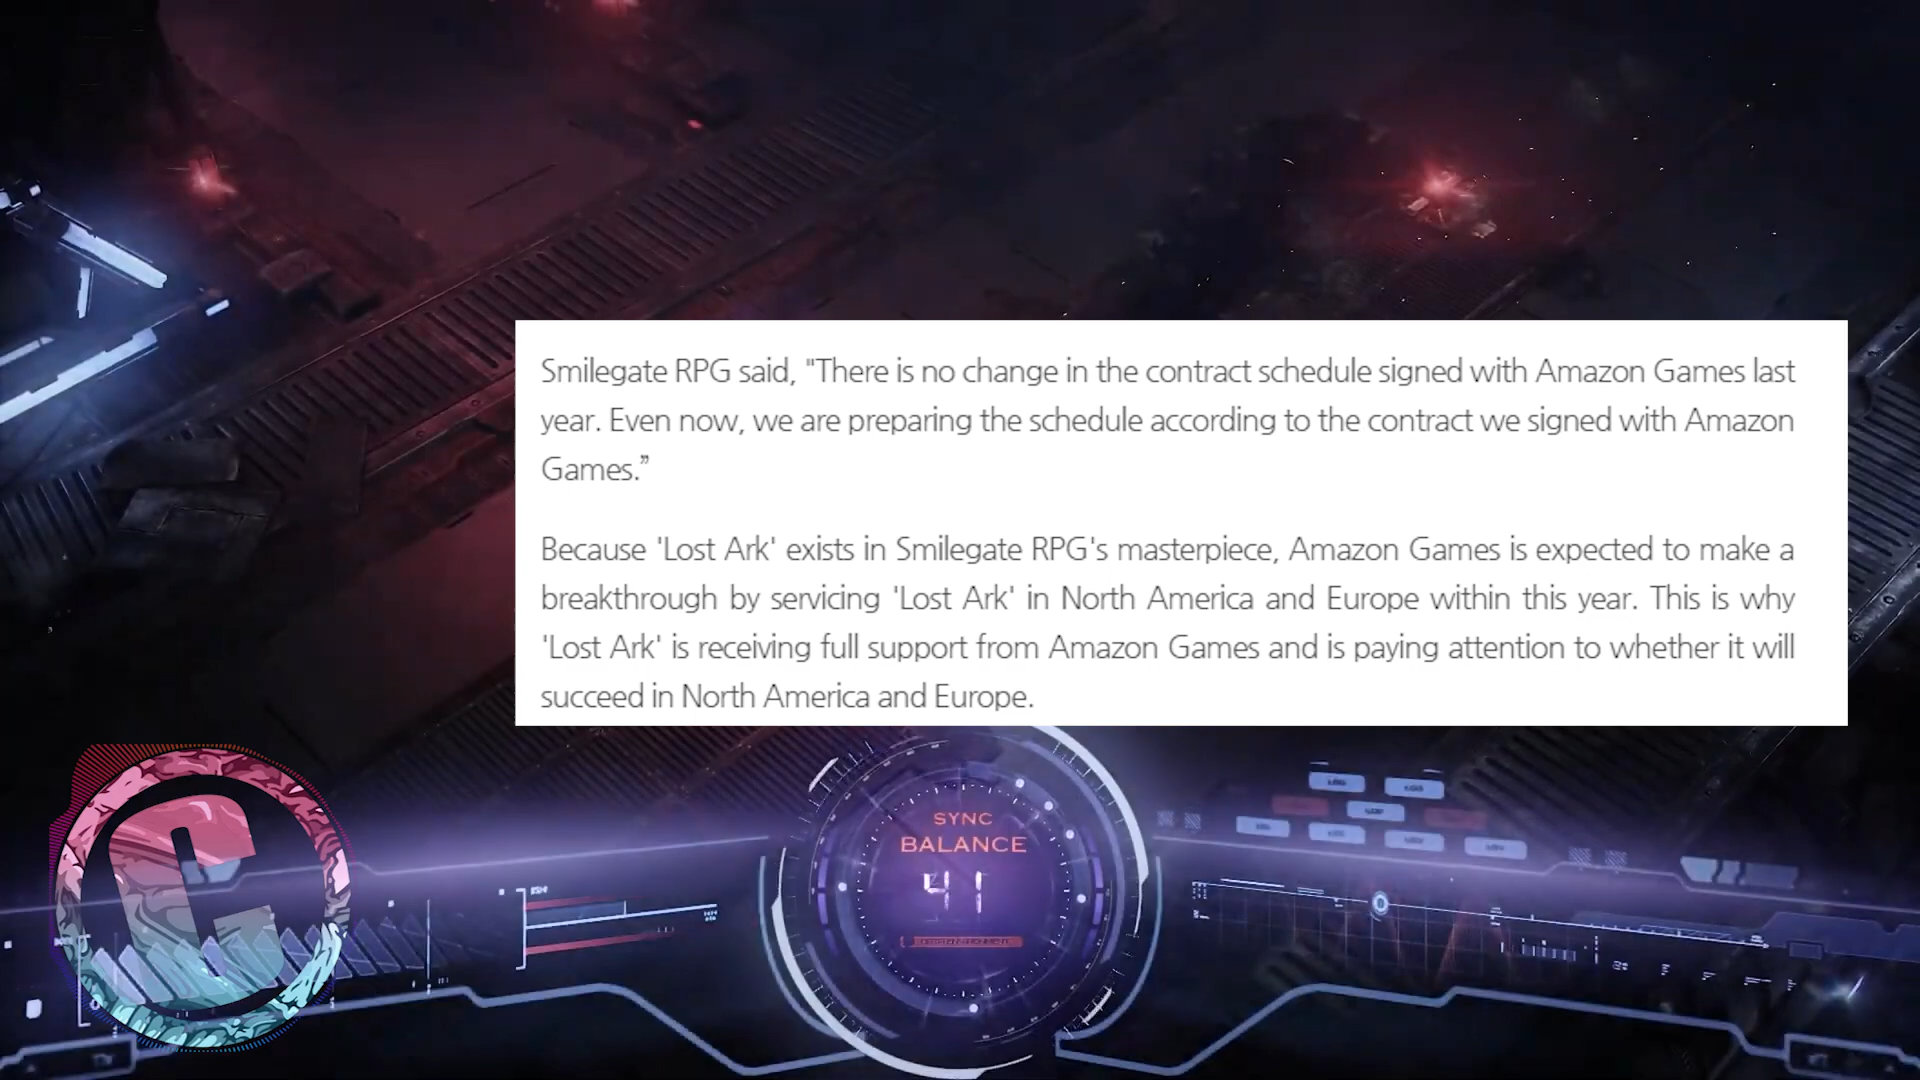 Smilegate RPG said, "There is no change in the contract schedule signed with Amazon Games last
year. Even now, we are preparing the schedule according to the contract we signed with Amazon
Games.”
Because 'Lost Ark' exists in Smilegate RPG's masterpiece, Amazon Games is expected to make a
breakthrough by servicing 'Lost Ark' in North America and Europe within this year. This is why
'Lost Ark' is receiving full support from Amazon Games and is paying attention to whether it will
succeed in North America and Europe.
SYNC
BALANCE
41